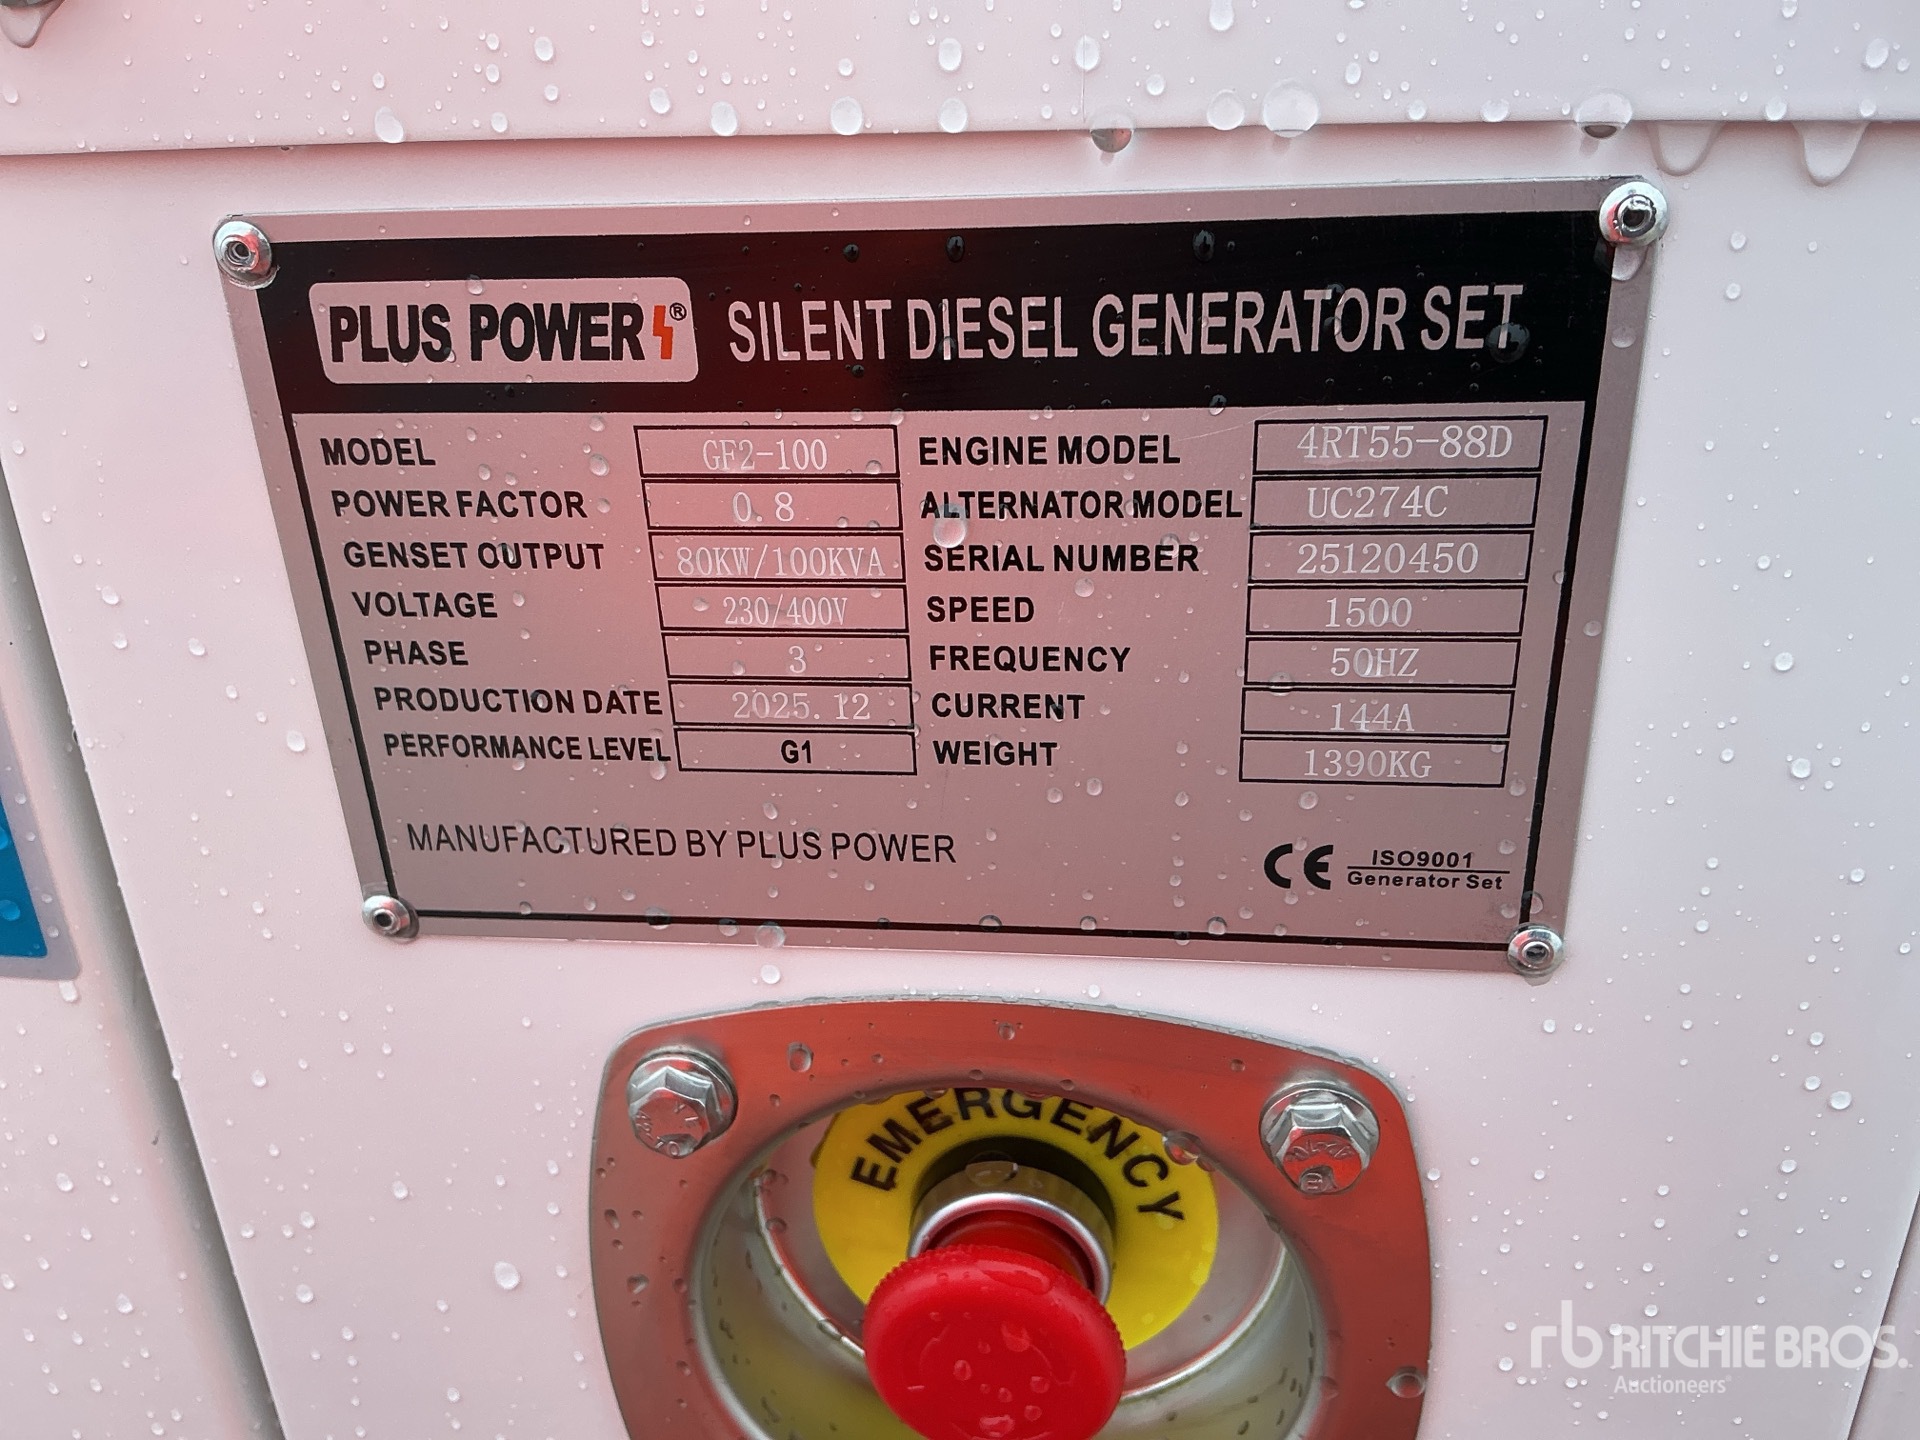 PLUS POWER ® SILENT DIESEL GENERATOR SET
MODEL GF2-100 ENGINE MODEL 4RT55-88D
POWER FACTOR 0.8 ALTERNATOR MODEL UC274C
GENSET OUTPUT 80KW/100KVA SERIAL NUMBER 25120450
VOLTAGE 230/400V SPEED 1500
PHASE 3 FREQUENCY 50HZ
PRODUCTION DATE 2025.12 CURRENT 144A
PERFORMANCE LEVEL G1 WEIGHT 1390KG
MANUFACTURED BY PLUS POWER
CE ISO9001
Generator Set
EMERGENCY
rb RITCHIE BROS.
Auctioneers